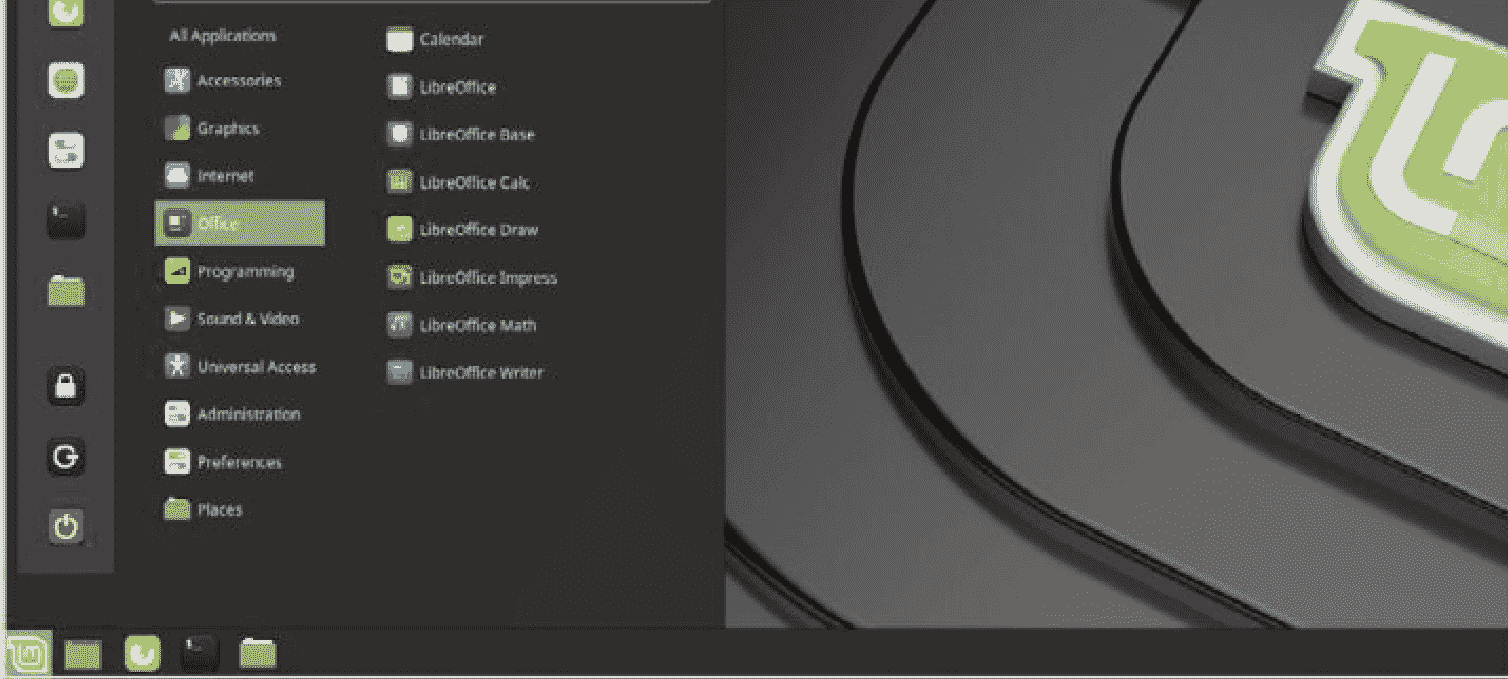 All Applications
Accessories
Graphics
Internet
Office
Programming
Sound & Video
Universal Access
Administration
Preferences
Places
Calendar
LibreOffice
LibreOffice Base
LibreOffice Calc
LibreOffice Draw
LibreOffice Impress
LibreOffice Math
LibreOffice Writer